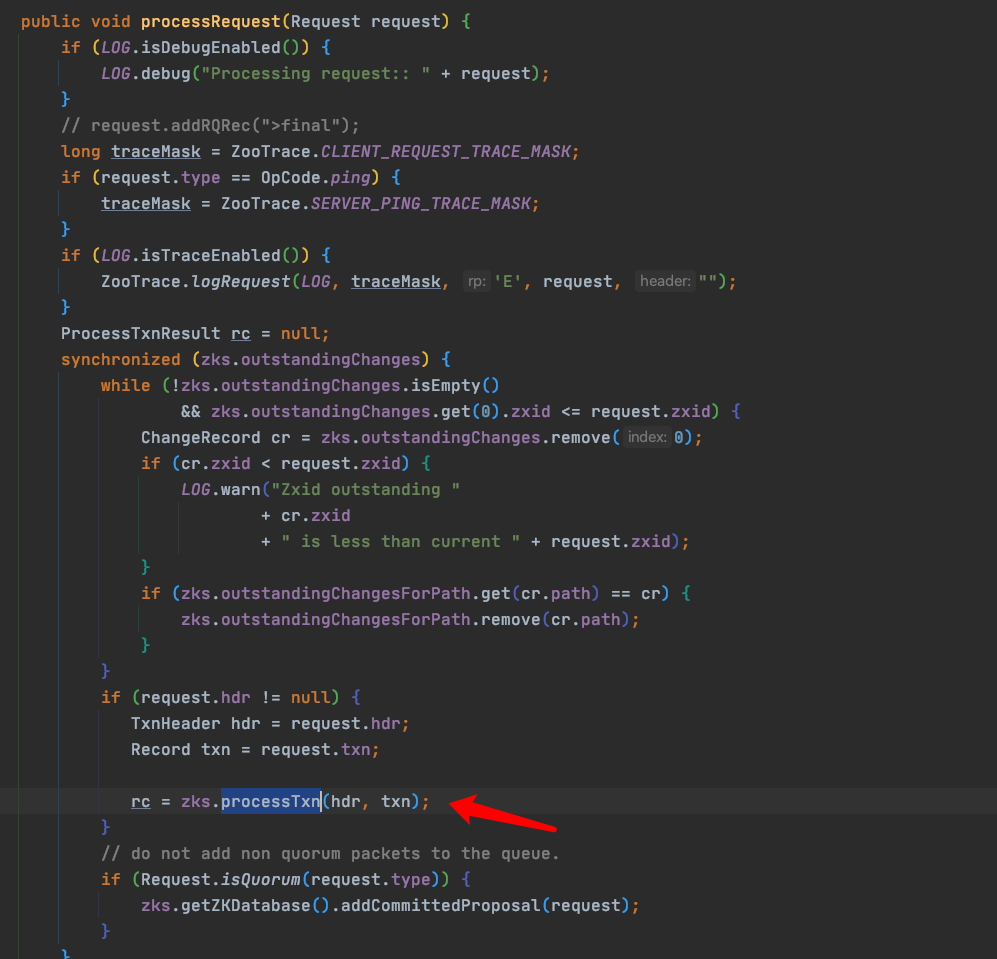 public void processRequest(Request request) {
if (LOG.isDebugEnabled()) {
LOG.debug("Processing request:: " + request);
}
// request.addRQRec(">final");
long traceMask = ZooTrace.CLIENT_REQUEST_TRACE_MASK;
if (request.type == OpCode.ping) {
traceMask = ZooTrace.SERVER_PING_TRACE_MASK;
}
if (LOG.isTraceEnabled()) {
ZooTrace.logRequest(LOG, traceMask, rp: 'E', request, header: "");
}
ProcessTxnResult rc = null;
synchronized (zks.outstandingChanges) {
while (!zks.outstandingChanges.isEmpty()
&& zks.outstandingChanges.get(0).zxid <= request.zxid) {
ChangeRecord cr = zks.outstandingChanges.remove( index: 0);
if (cr.zxid < request.zxid) {
LOG.warn("Zxid outstanding "
+ cr.zxid
+ " is less than current " + request.zxid);
}
if (zks.outstandingChangesForPath.get(cr.path) == cr) {
zks.outstandingChangesForPath.remove(cr.path);
}
}
if (request.hdr != null) {
TxnHeader hdr = request.hdr;
Record txn = request.txn;
rc = zks.processTxn(hdr, txn);
}
// do not add non quorum packets to the queue.
if (Request.isQuorum(request.type)) {
zks.getZKDatabase().addCommittedProposal(request);
}
}